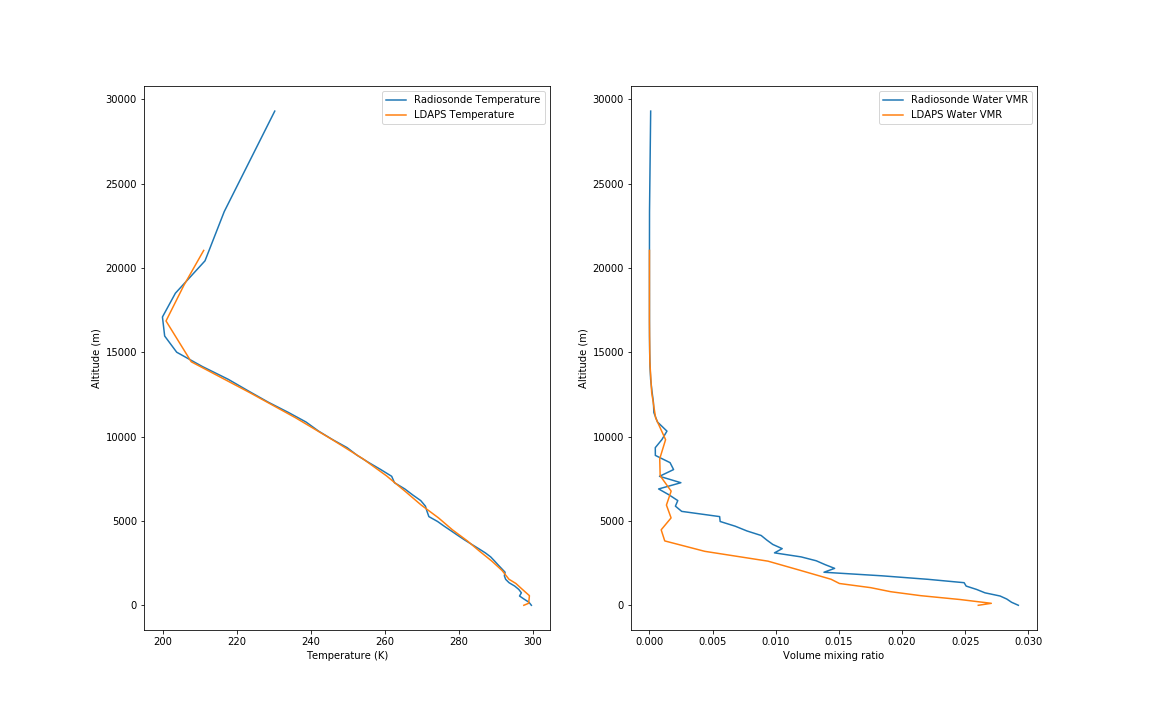 30000
25000
20000
15000
10000
5000
0
Altitude (m)
200 220 240 260 280 300
Temperature (K)
Radiosonde Temperature
LDAPS Temperature
30000
25000
20000
15000
10000
5000
0
Altitude (m)
0.000 0.005 0.010 0.015 0.020 0.025 0.030
Volume mixing ratio
Radiosonde Water VMR
LDAPS Water VMR